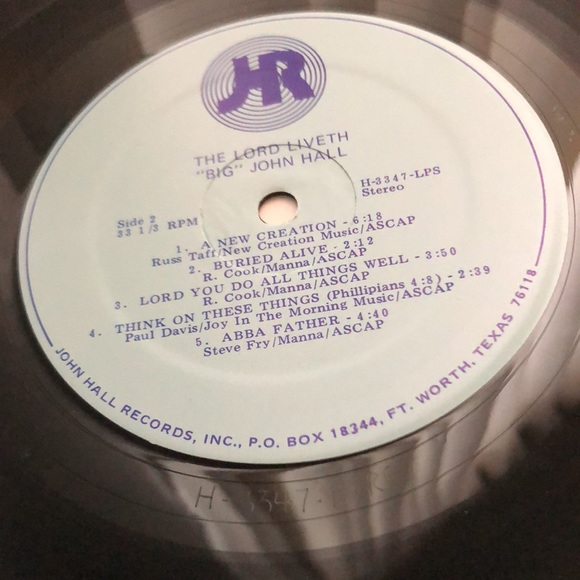 JHR
THE LORD LIVETH
"BIG" JOHN HALL
H-3347-LPS
Stereo
Side 2
33 1/3 RPM
1. A NEW CREATION - 6:18
Russ Taff/New Creation Music/ASCAP
2. BURIED ALIVE - 2:12
R. Cook/Manna/ASCAP
3. LORD YOU DO ALL THINGS WELL - 3:50
R. Cook/Manna/ASCAP
4. THINK ON THESE THINGS (Phillipians 4:8) - 2:39
Paul Davis/Joy In The Morning Music/ASCAP
5. ABBA FATHER - 4:40
Steve Fry/Manna/ASCAP
JOHN HALL RECORDS, INC., P.O. BOX 18344, FT. WORTH, TEXAS 76118
H-3347-